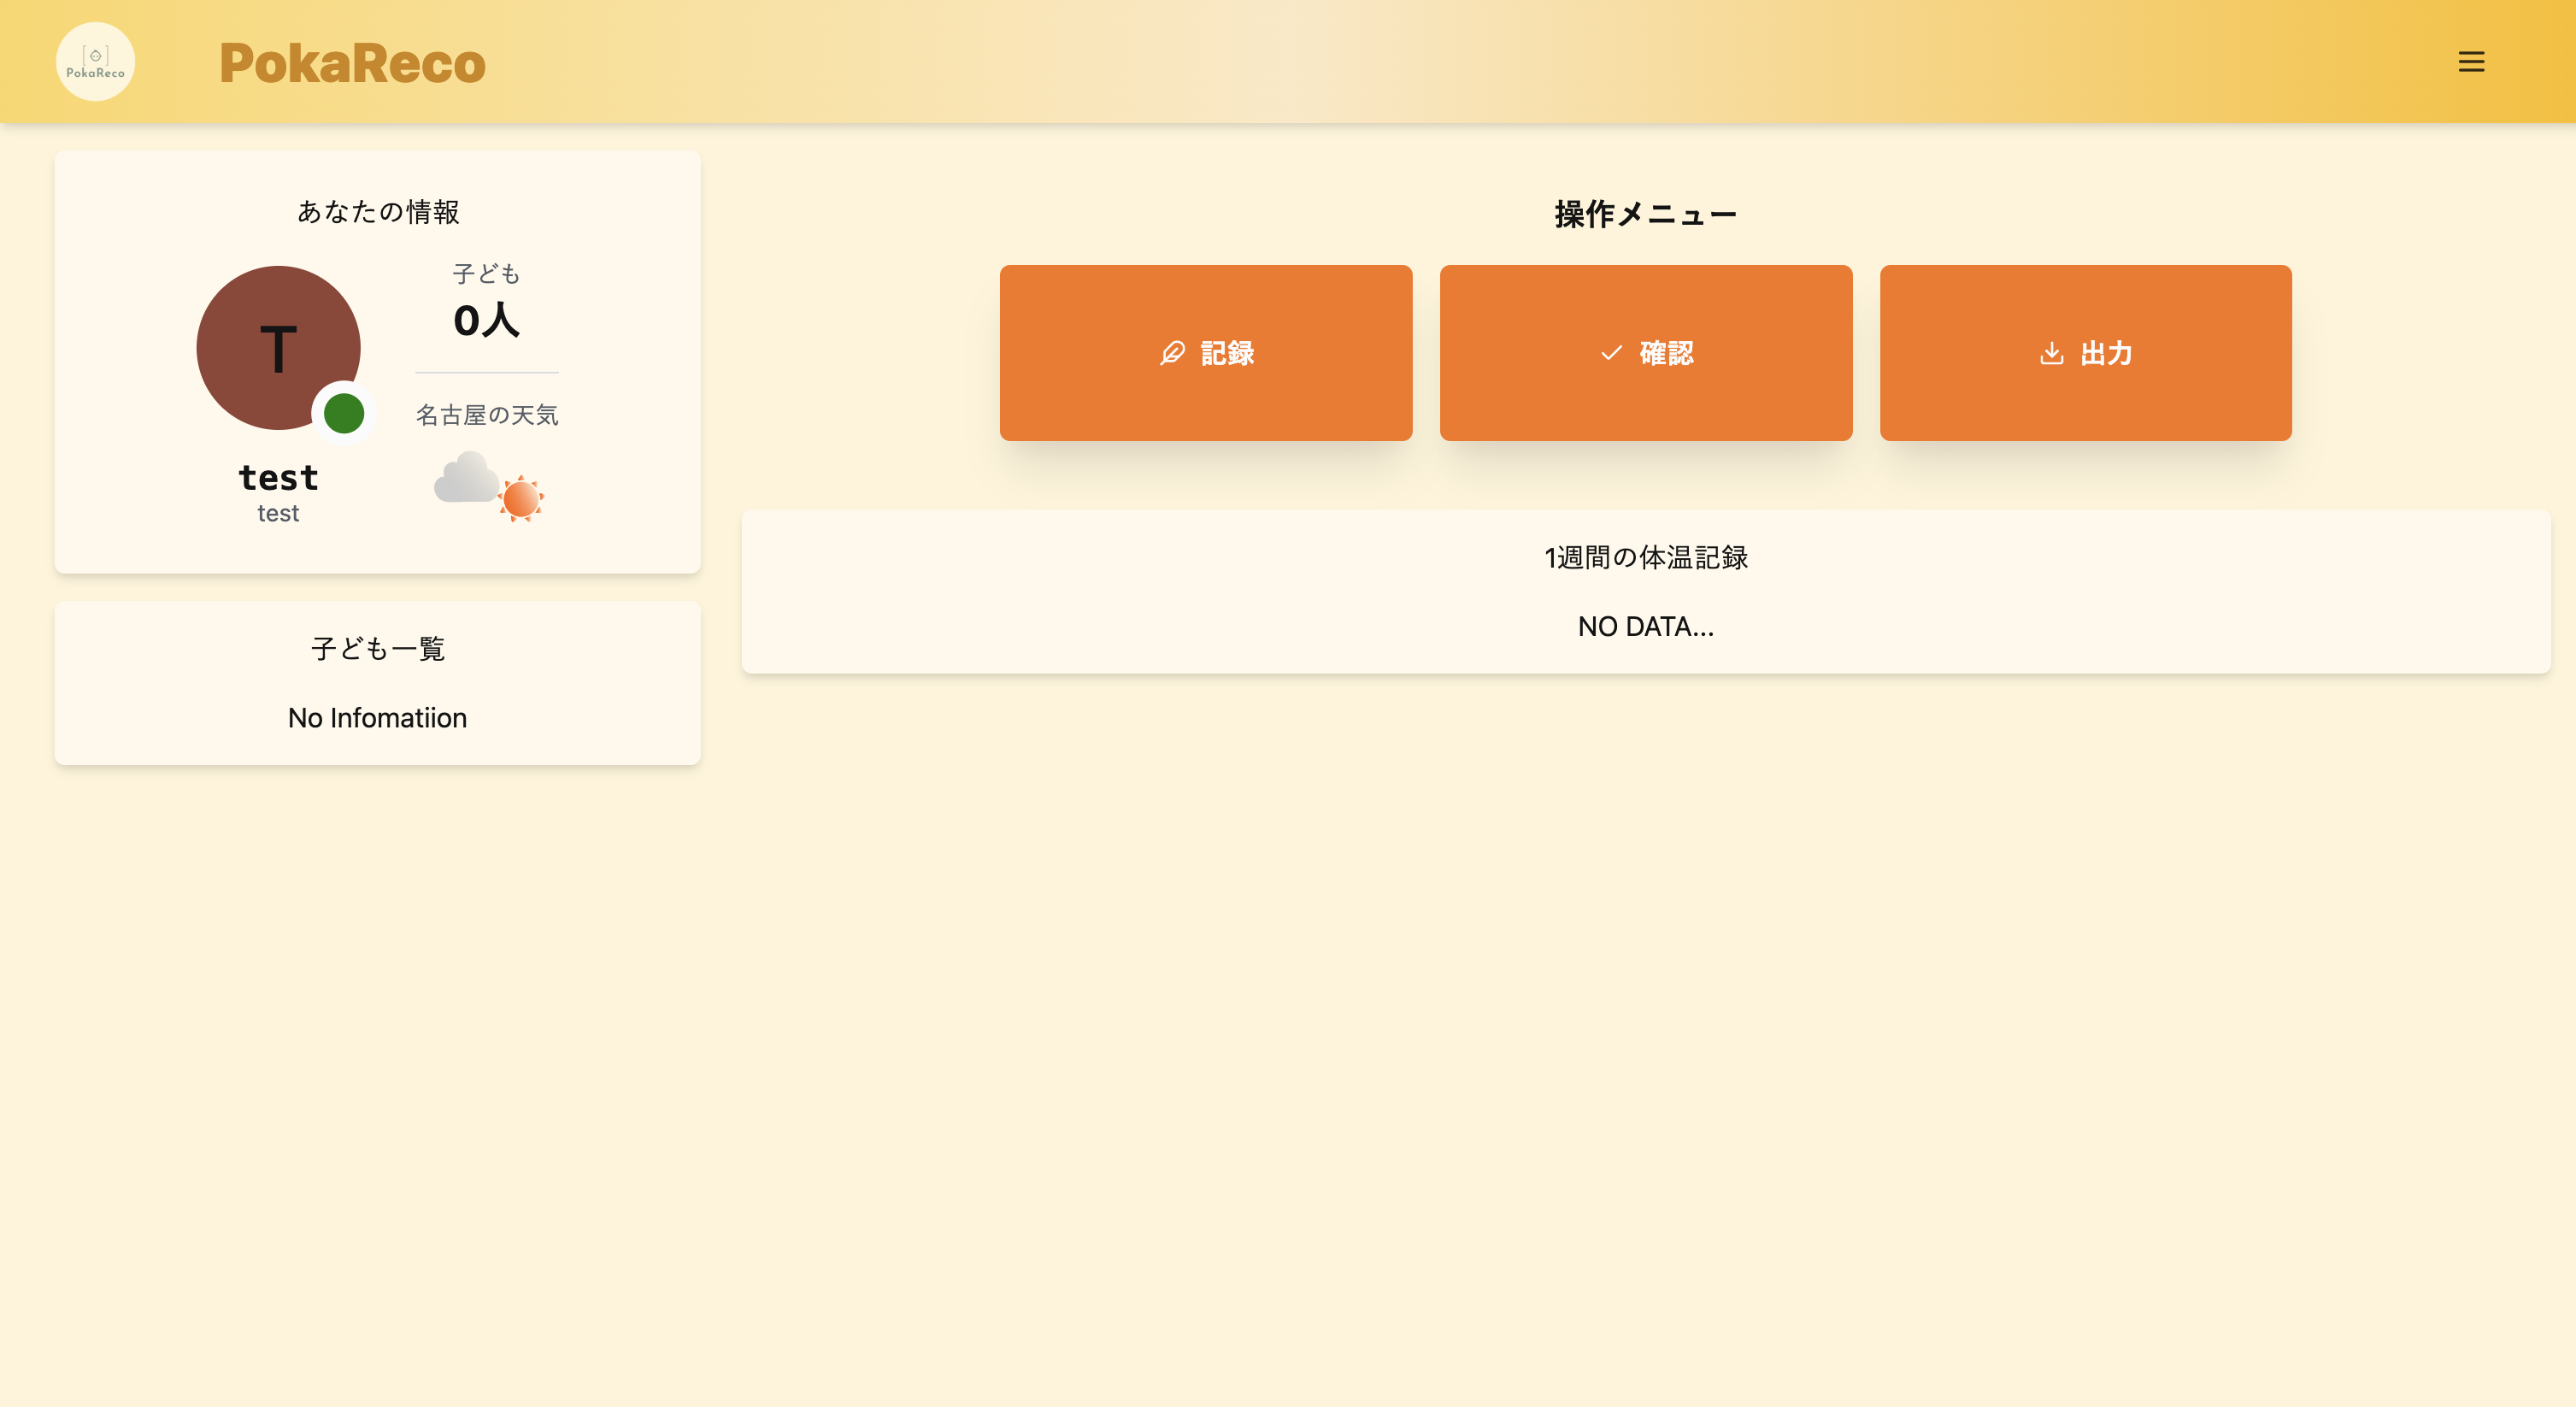 PokaReco
PokaReco
あなたの情報
T
test
test
子ども
0人
名古屋の天気
子ども一覧
No Infomatiion
操作メニュー
記録
確認
出力
1週間の体温記録
NO DATA...